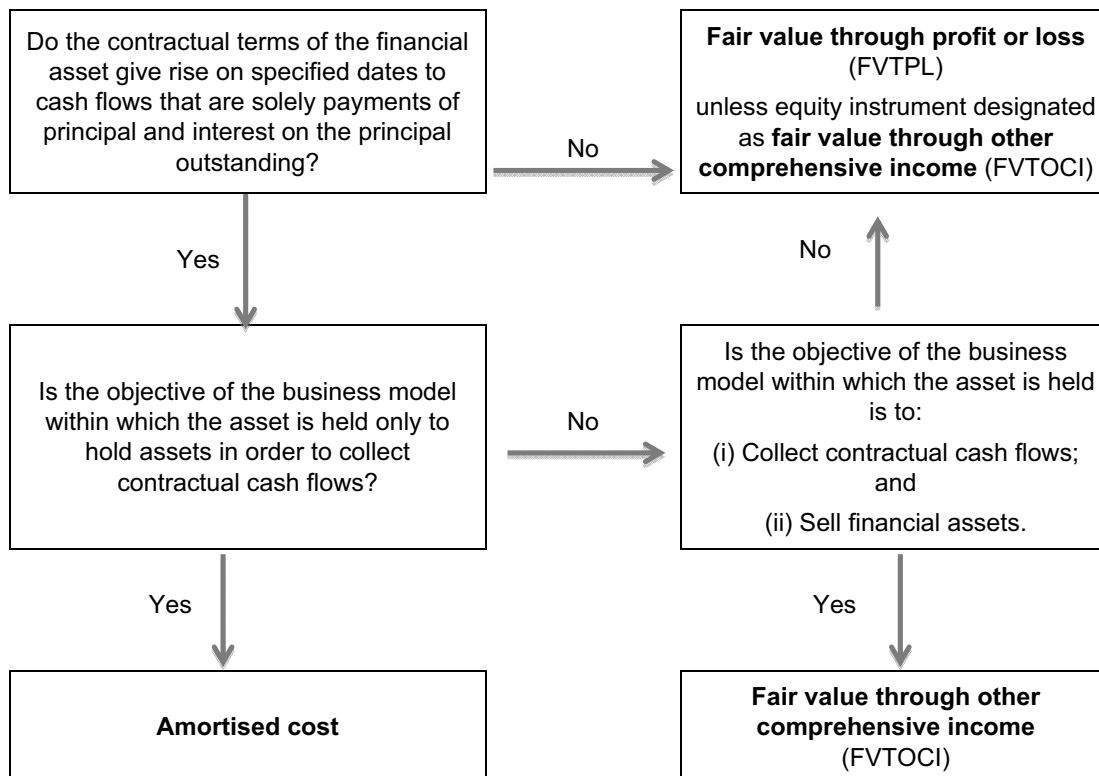 Do the contractual terms of the financial
asset give rise on specified dates to
cash flows that are solely payments of
principal and interest on the principal
outstanding?
No
Fair value through profit or loss
(FVTPL)
unless equity instrument designated
as fair value through other
comprehensive income (FVTOCI)
Yes
No
Is the objective of the business model
within which the asset is held only to
hold assets in order to collect
contractual cash flows?
No
Is the objective of the business
model within which the asset is held
is to:
(i) Collect contractual cash flows;
and
(ii) Sell financial assets.
Yes
Yes
Amortised cost
Fair value through other
comprehensive income
(FVTOCI)